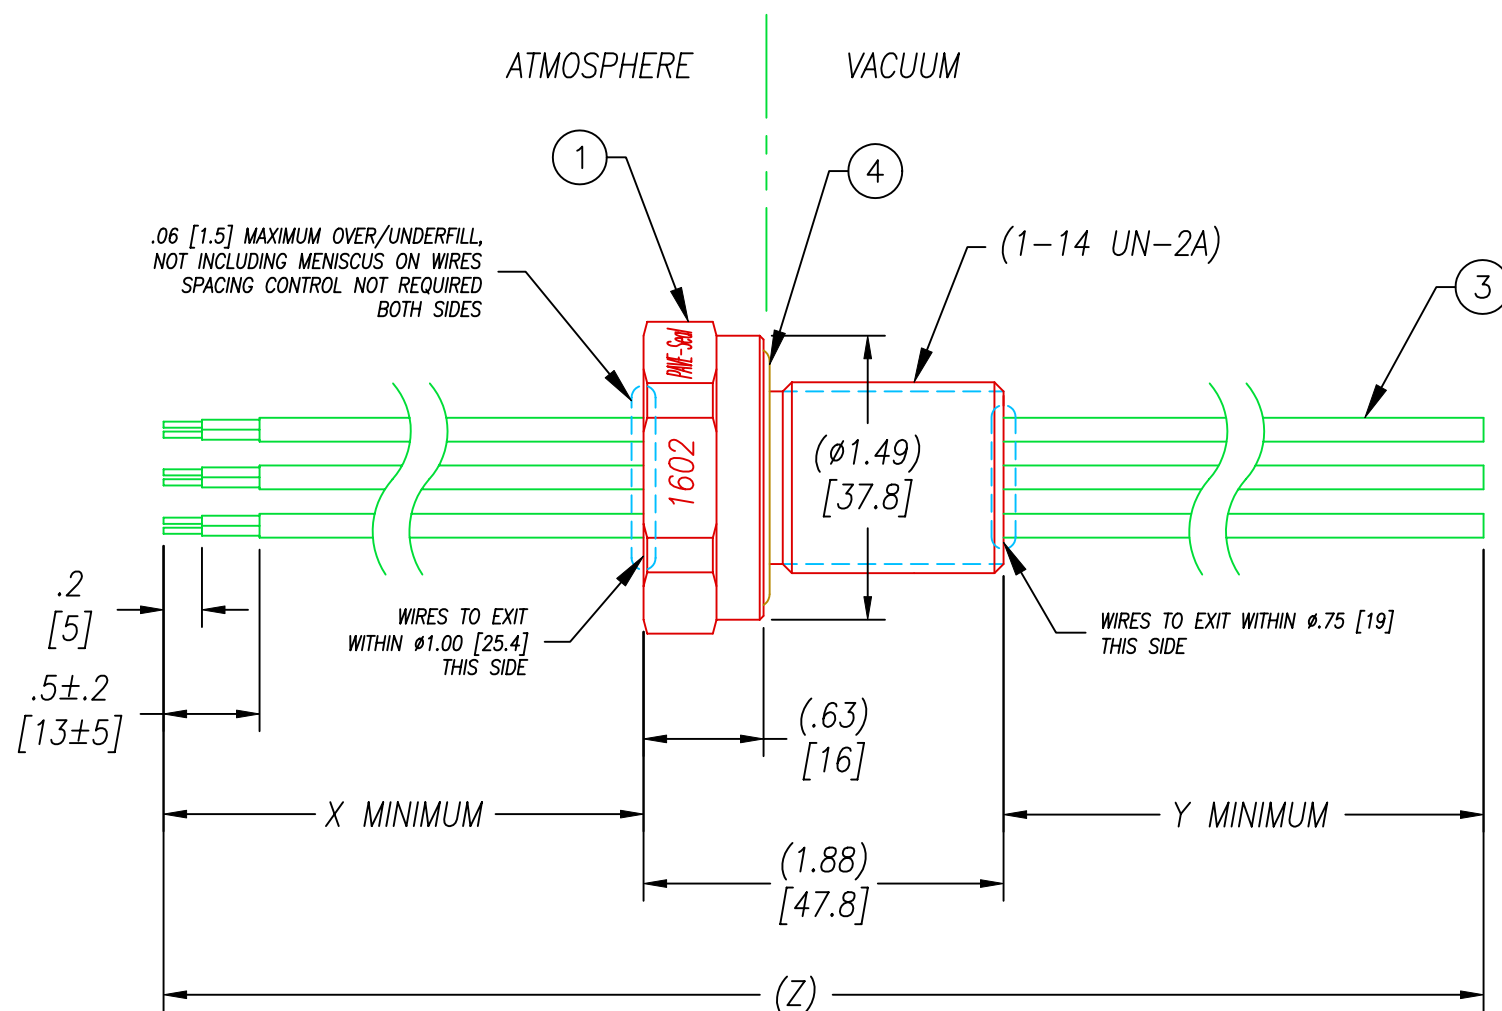 ATMOSPHERE
VACUUM
1
4
.06 [1.5] MAXIMUM OVER/UNDERFILL,
NOT INCLUDING MENISCUS ON WIRES
SPACING CONTROL NOT REQUIRED
BOTH SIDES
(1-14 UN-2A)
3
PAVE-Seal
1602
(ø1.49)
[37.8]
.2
[5]
WIRES TO EXIT
WITHIN ø1.00 [25.4]
THIS SIDE
WIRES TO EXIT WITHIN ø.75 [19]
THIS SIDE
.5±.2
[13±5]
(.63)
[16]
X MINIMUM
Y MINIMUM
(1.88)
[47.8]
(Z)